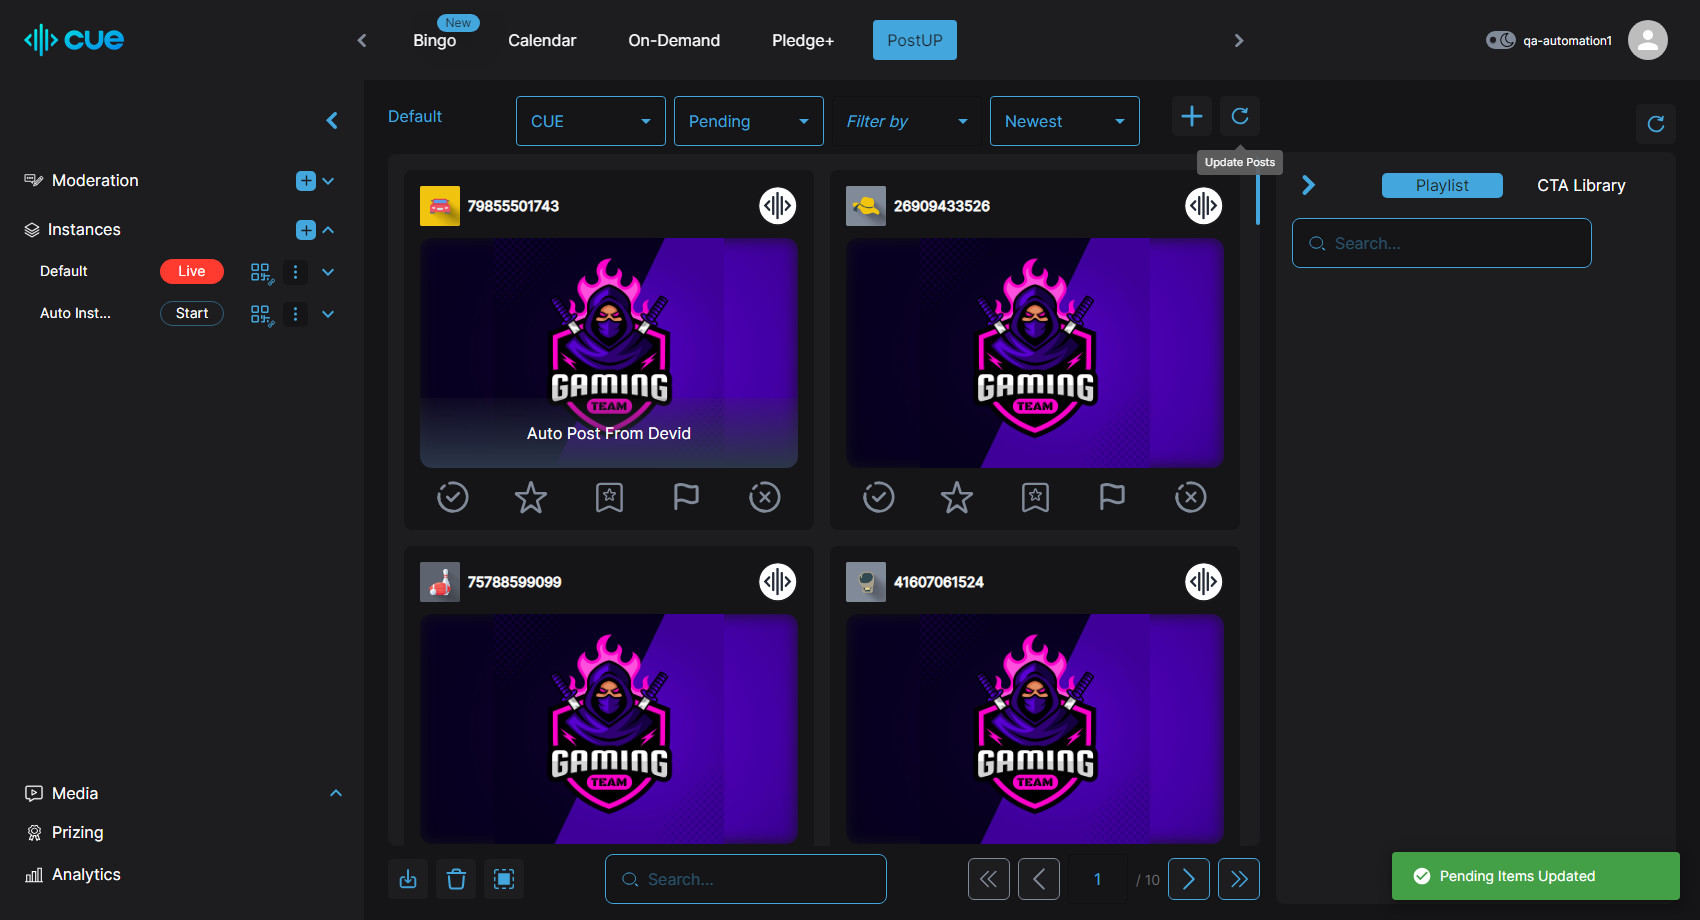 cue
Bingo
New
Calendar
On-Demand
Pledge+
PostUP
qa-automation1
Default
CUE
Pending
Filter by
Newest
Update Posts
Moderation
Instances
Default
Live
Auto Inst...
Start
Media
Prizing
Analytics
79855501743
GAMING
TEAM
Auto Post From Devid
26909433526
GAMING
TEAM
75788599099
GAMING
TEAM
41607061524
GAMING
TEAM
Search...
1
/ 10
Playlist
CTA Library
Search...
Pending Items Updated